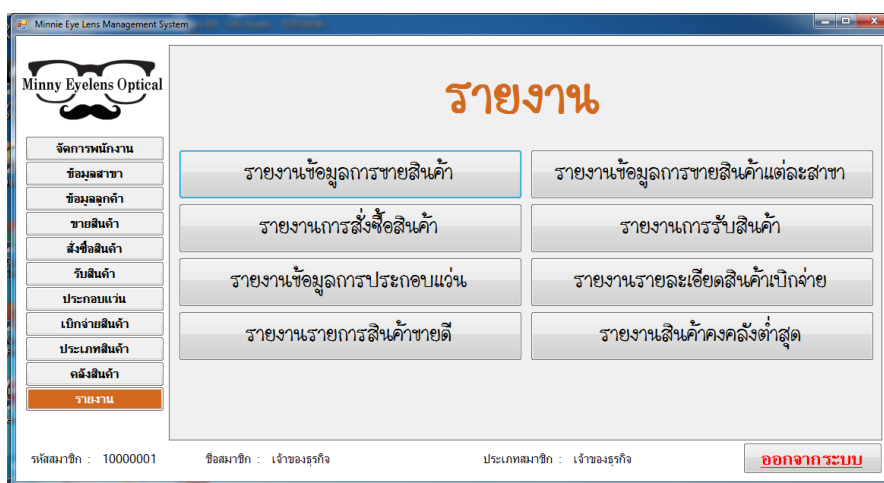 Minnie Eye Lens Management System
Minny Eyelens Optical
รายงาน
จัดการพนักงาน
ข้อมูลสาขา
ข้อมูลลูกค้า
ขายสินค้า
สั่งซื้อสินค้า
รับสินค้า
ประกอบแว่น
เบิกจ่ายสินค้า
ประเภทสินค้า
คลังสินค้า
รายงาน
รายงานข้อมูลการขายสินค้า
รายงานข้อมูลการขายสินค้าแต่ละสาขา
รายงานการสั่งซื้อสินค้า
รายงานการรับสินค้า
รายงานข้อมูลการประกอบแว่น
รายงานรายละเอียดสินค้าเบิกจ่าย
รายงานรายการสินค้าขายดี
รายงานสินค้าคงคลังต่ำสุด
รหัสสมาชิก : 10000001 ชื่อสมาชิก : เจ้าของธุรกิจ ประเภทสมาชิก : เจ้าของธุรกิจ ออกจากระบบ